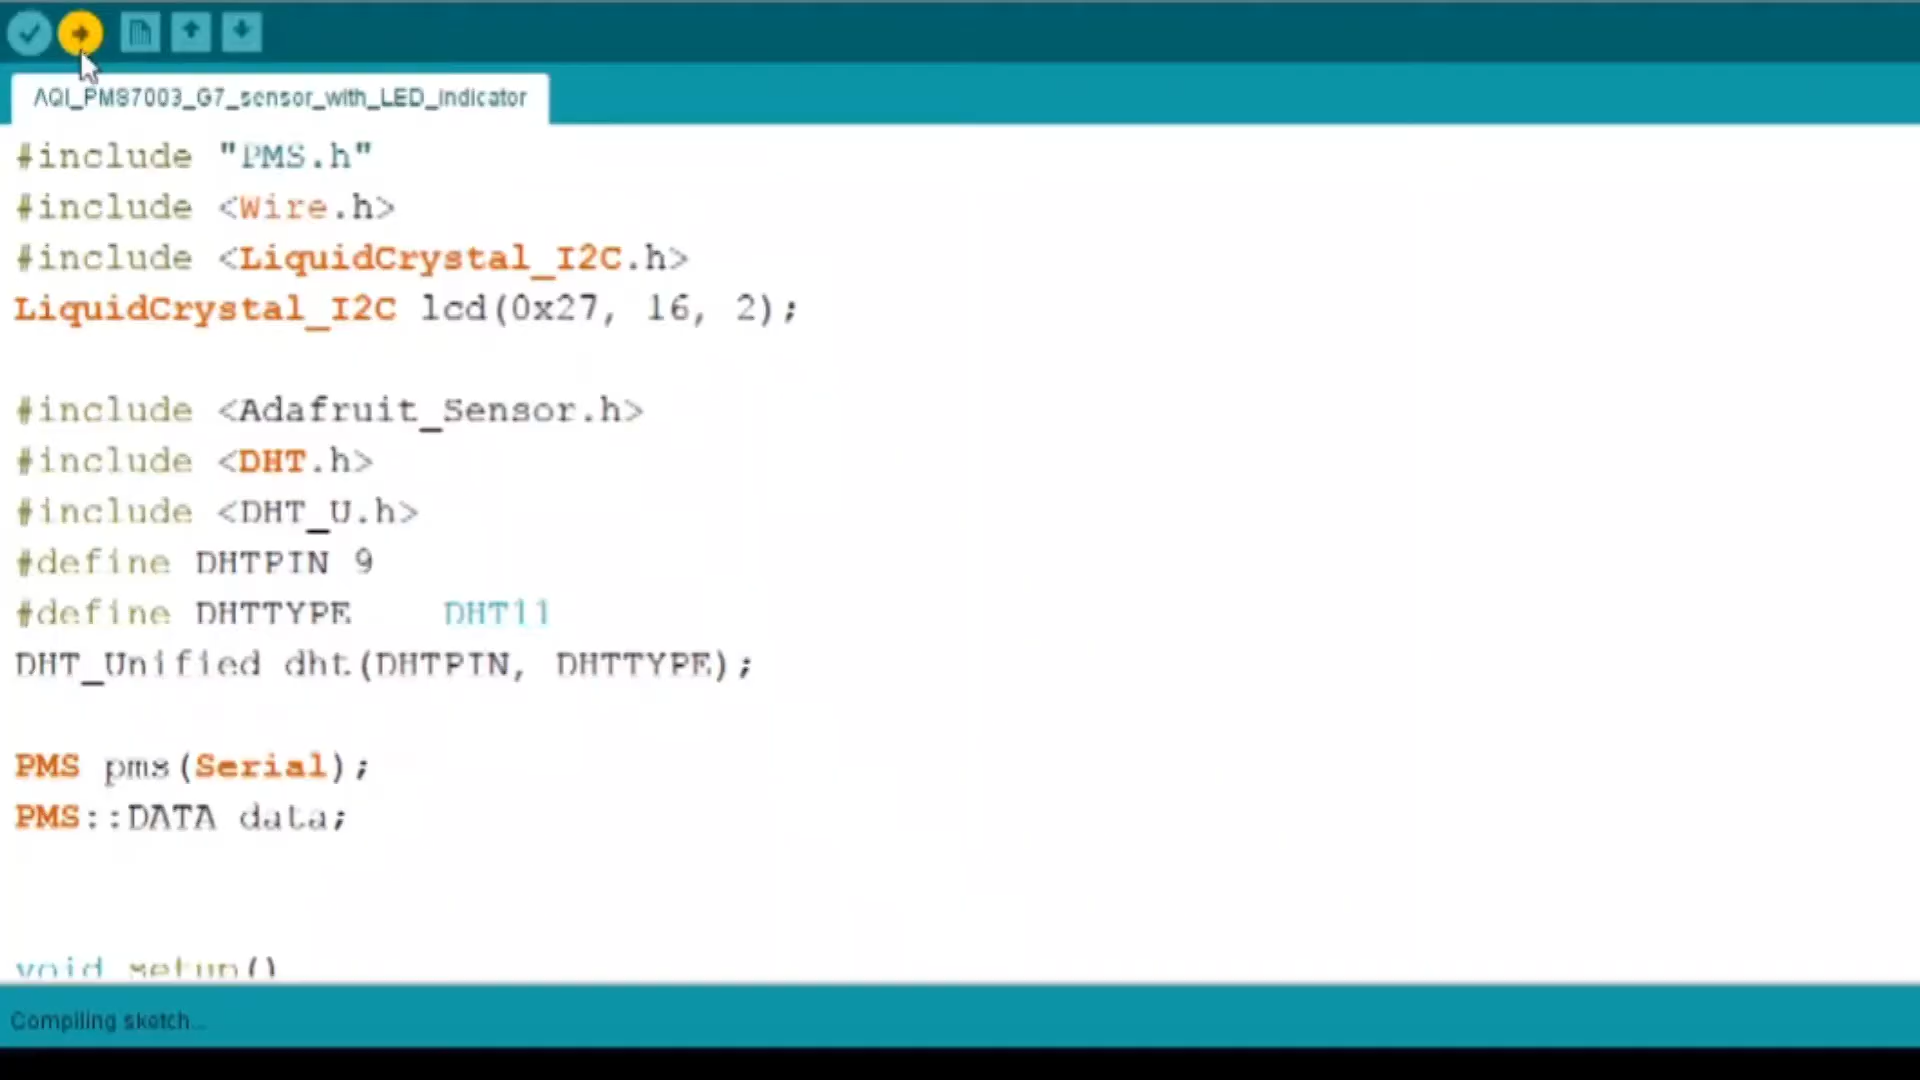 AQI_PMS7003_G7_sensor_with_LED_indicator
#include "PMS.h"
#include <Wire.h>
#include <LiquidCrystal_I2C.h>
LiquidCrystal_I2C lcd(0x27, 16, 2);
#include <Adafruit_Sensor.h>
#include <DHT.h>
#include <DHT_U.h>
#define DHTPIN 9
#define DHTTYPE    DHT11
DHT_Unified dht(DHTPIN, DHTTYPE);
PMS pms(Serial);
PMS::DATA data;
void setup()
Compiling sketch...